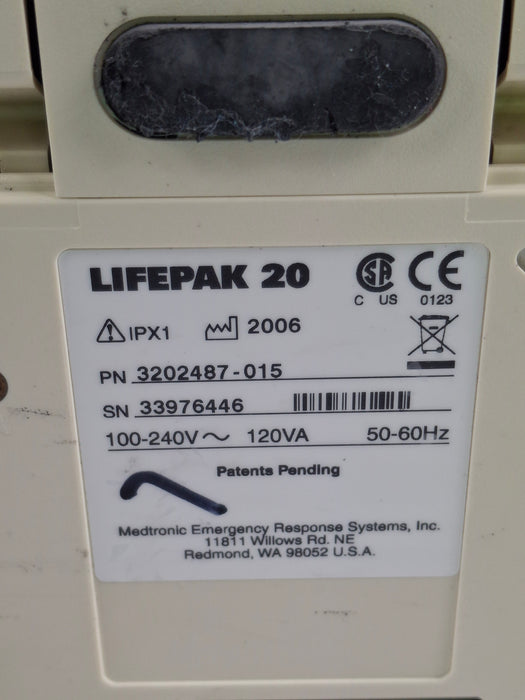 LIFEPAK 20
C US 0123
IPX1 2006
PN 3202487-015
SN 33976446
100-240V~ 120VA 50-60Hz
Patents Pending
Medtronic Emergency Response Systems, Inc.
11811 Willows Rd. NE
Redmond, WA 98052 U.S.A.